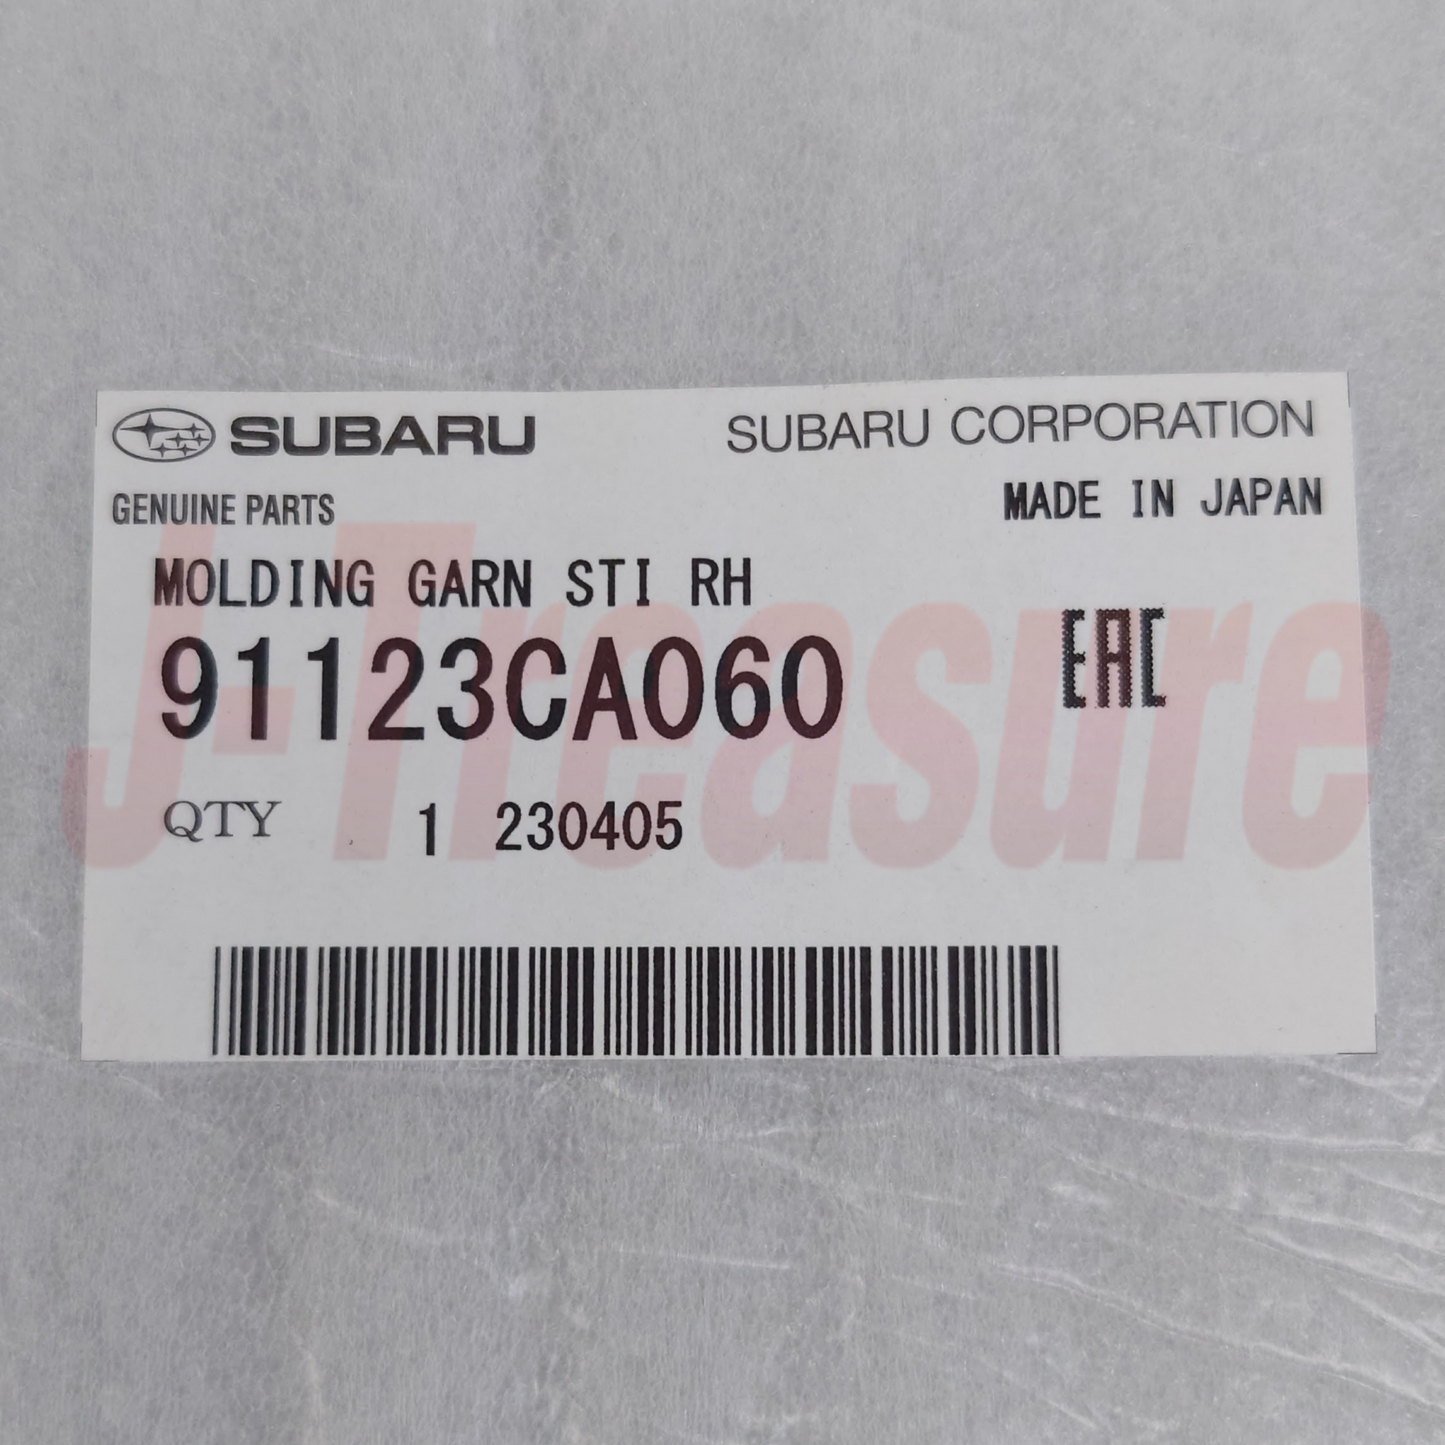 SUBARU
SUBARU CORPORATION
GENUINE PARTS
MADE IN JAPAN
MOLDING GARN STI RH
91123CA060
EAC
QTY 1 230405
J-Treasure